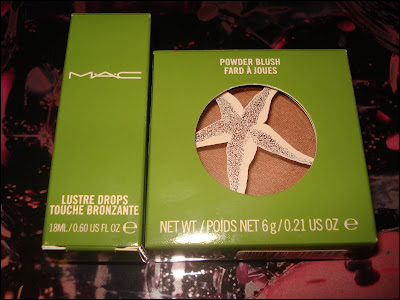 MAC
LUSTRE DROPS
TOUCHE BRONZANTE
18ML/0.60 US FL OZ ℮
POWDER BLUSH
FARD À JOUES
NET WT./POIDS NET 6 g/0.21 US OZ ℮